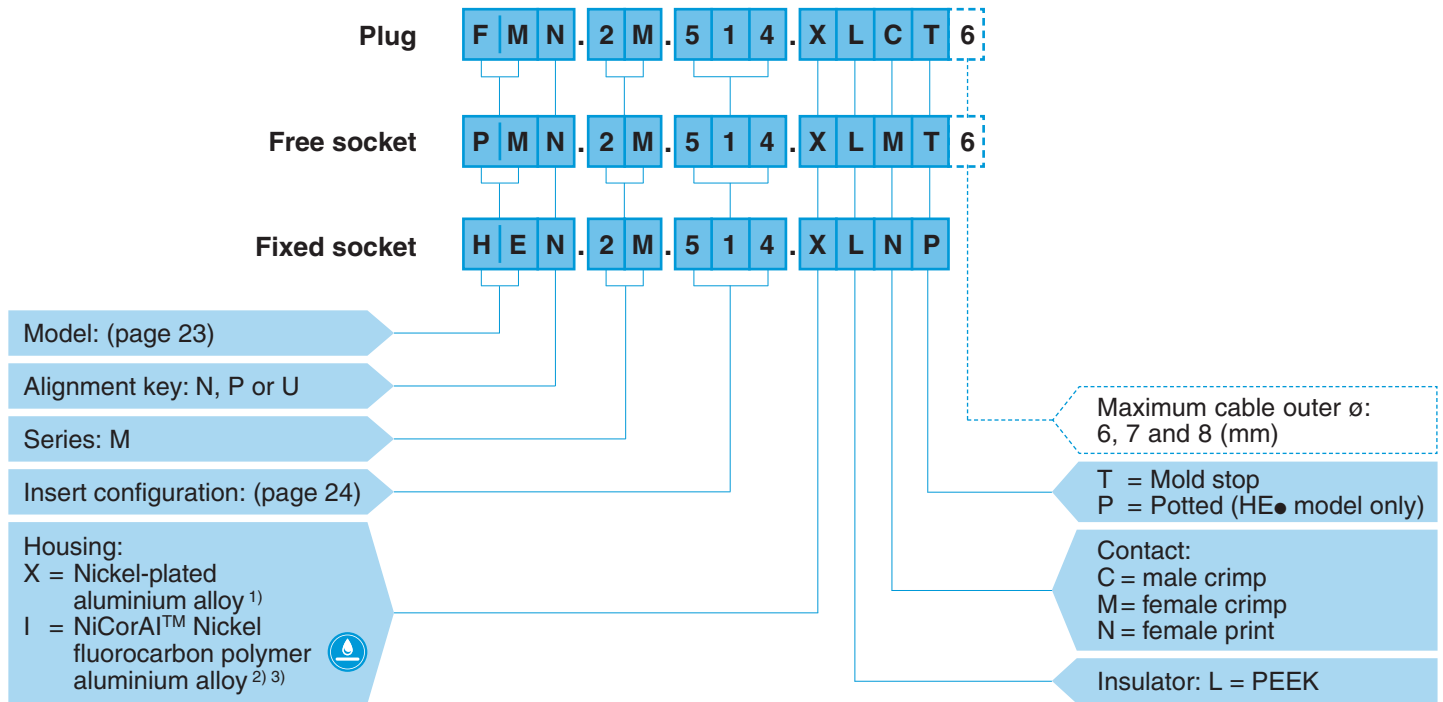 Plug F M N . 2 M . 5 1 4 . X L C T 6
Free socket P M N . 2 M . 5 1 4 . X L M T 6
Fixed socket H E N . 2 M . 5 1 4 . X L N P
Model: (page 23)
Alignment key: N, P or U
Series: M
Insert configuration: (page 24)
Housing:
X = Nickel-plated
aluminium alloy 1)
I = NiCorAl™ Nickel
fluorocarbon polymer
aluminium alloy 2) 3)
Maximum cable outer ø:
6, 7 and 8 (mm)
T = Mold stop
P = Potted (HE● model only)
Contact:
C = male crimp
M = female crimp
N = female print
Insulator: L = PEEK